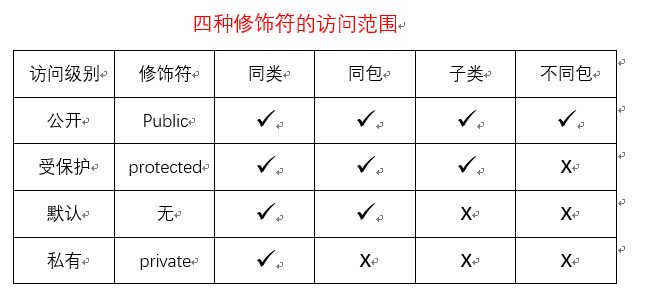 四种修饰符的访问范围
访问级别 修饰符 同类 同包 子类 不同包
公开 Public ✓ ✓ ✓ ✓
受保护 protected ✓ ✓ ✓ x
默认 无 ✓ ✓ x x
私有 private ✓ x x x